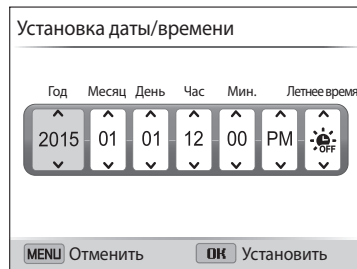 Установка даты/времени
Год Месяц День Час Мин. Летнее время
2015 01 01 12 00 PM OFF
MENU Отменить OK Установить